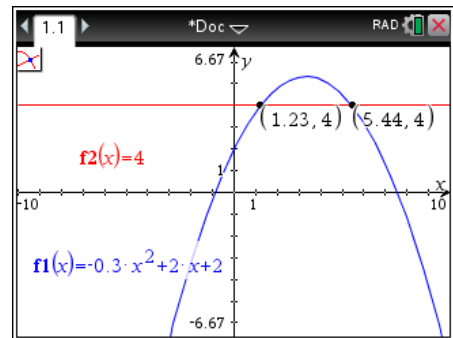 1.1 *Doc RAD
6.67 y
(1.23, 4) (5.44, 4)
f2(x)=4
1
x
-10 1 10
f1(x)=-0.3·x²+2·x+2
-6.67